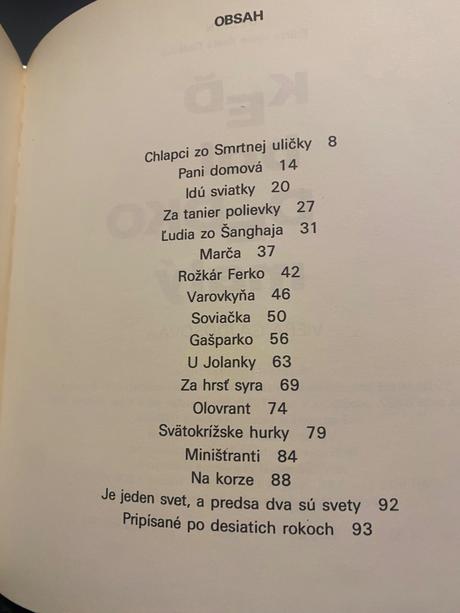 OBSAH
Chlapci zo Smrtnej uličky 8
Pani domová 14
Idú sviatky 20
Za tanier polievky 27
Ľudia zo Šanghaja 31
Marča 37
Rožkár Ferko 42
Varovkyňa 46
Soviačka 50
Gašparko 56
U Jolanky 63
Za hrsť syra 69
Olovrant 74
Svätokrížske hurky 79
Miništranti 84
Na korze 88
Je jeden svet, a predsa dva sú svety 92
Pripísané po desiatich rokoch 93